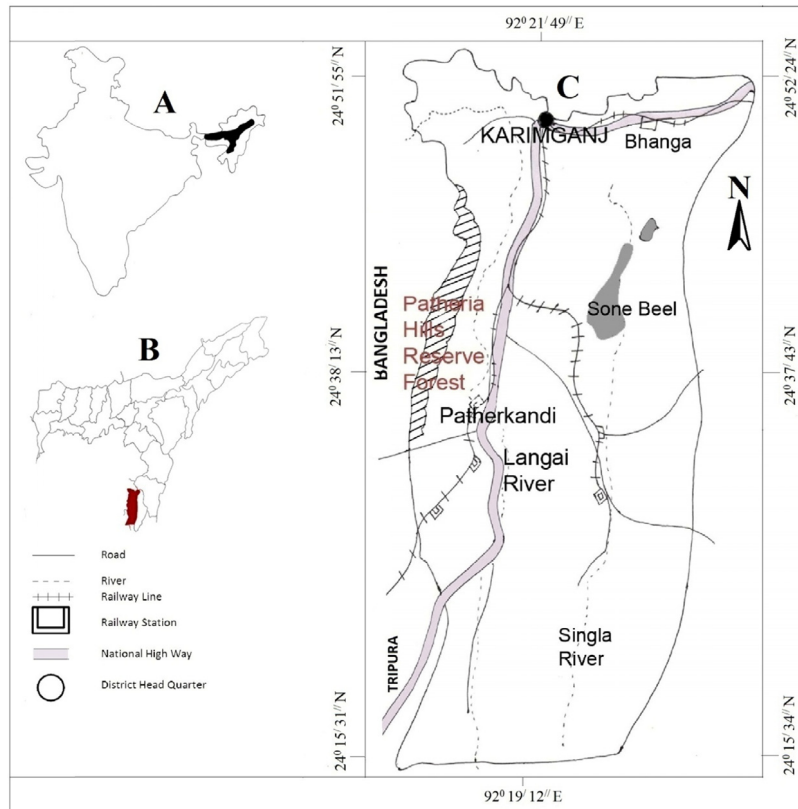 92⁰ 21/ 49// E
A
24⁰ 51/ 55// N
24⁰ 52/ 24// N
C
KARIMGANJ
Bhanga
N
BANGLADESH
Patheria
Hills
Reserve
Forest
Sone Beel
B
24⁰ 38/ 13// N
24⁰ 37/ 43// N
Patherkandi
Langai
River
Road
River
Railway Line
Railway Station
National High Way
District Head Quarter
TRIPURA
Singla
River
24⁰ 15/ 31// N
24⁰ 15/ 34// N
92⁰ 19/ 12// E